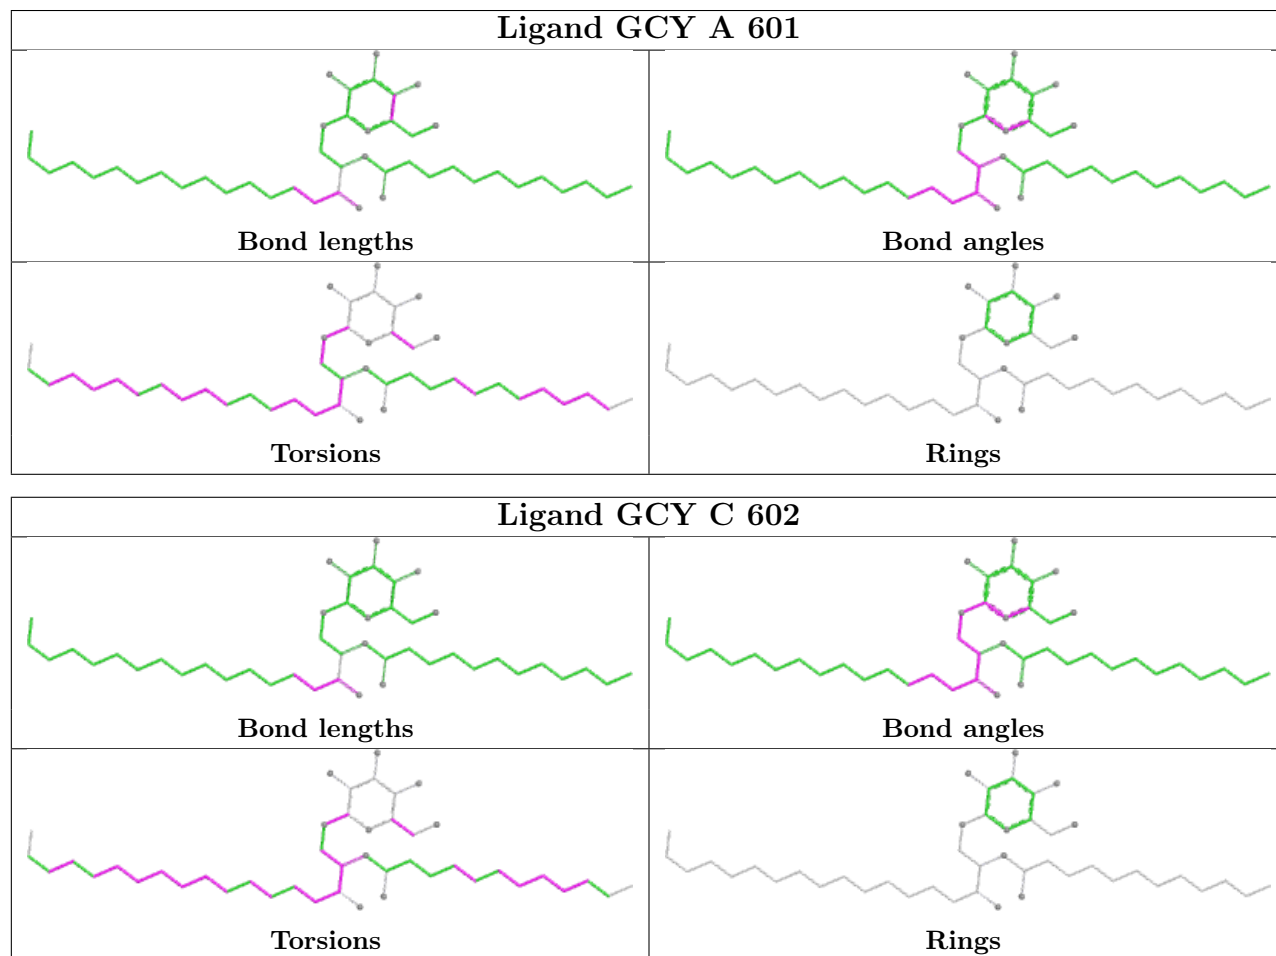 Ligand GCY A 601
Bond lengths
Bond angles
Torsions
Rings
Ligand GCY C 602
Bond lengths
Bond angles
Torsions
Rings